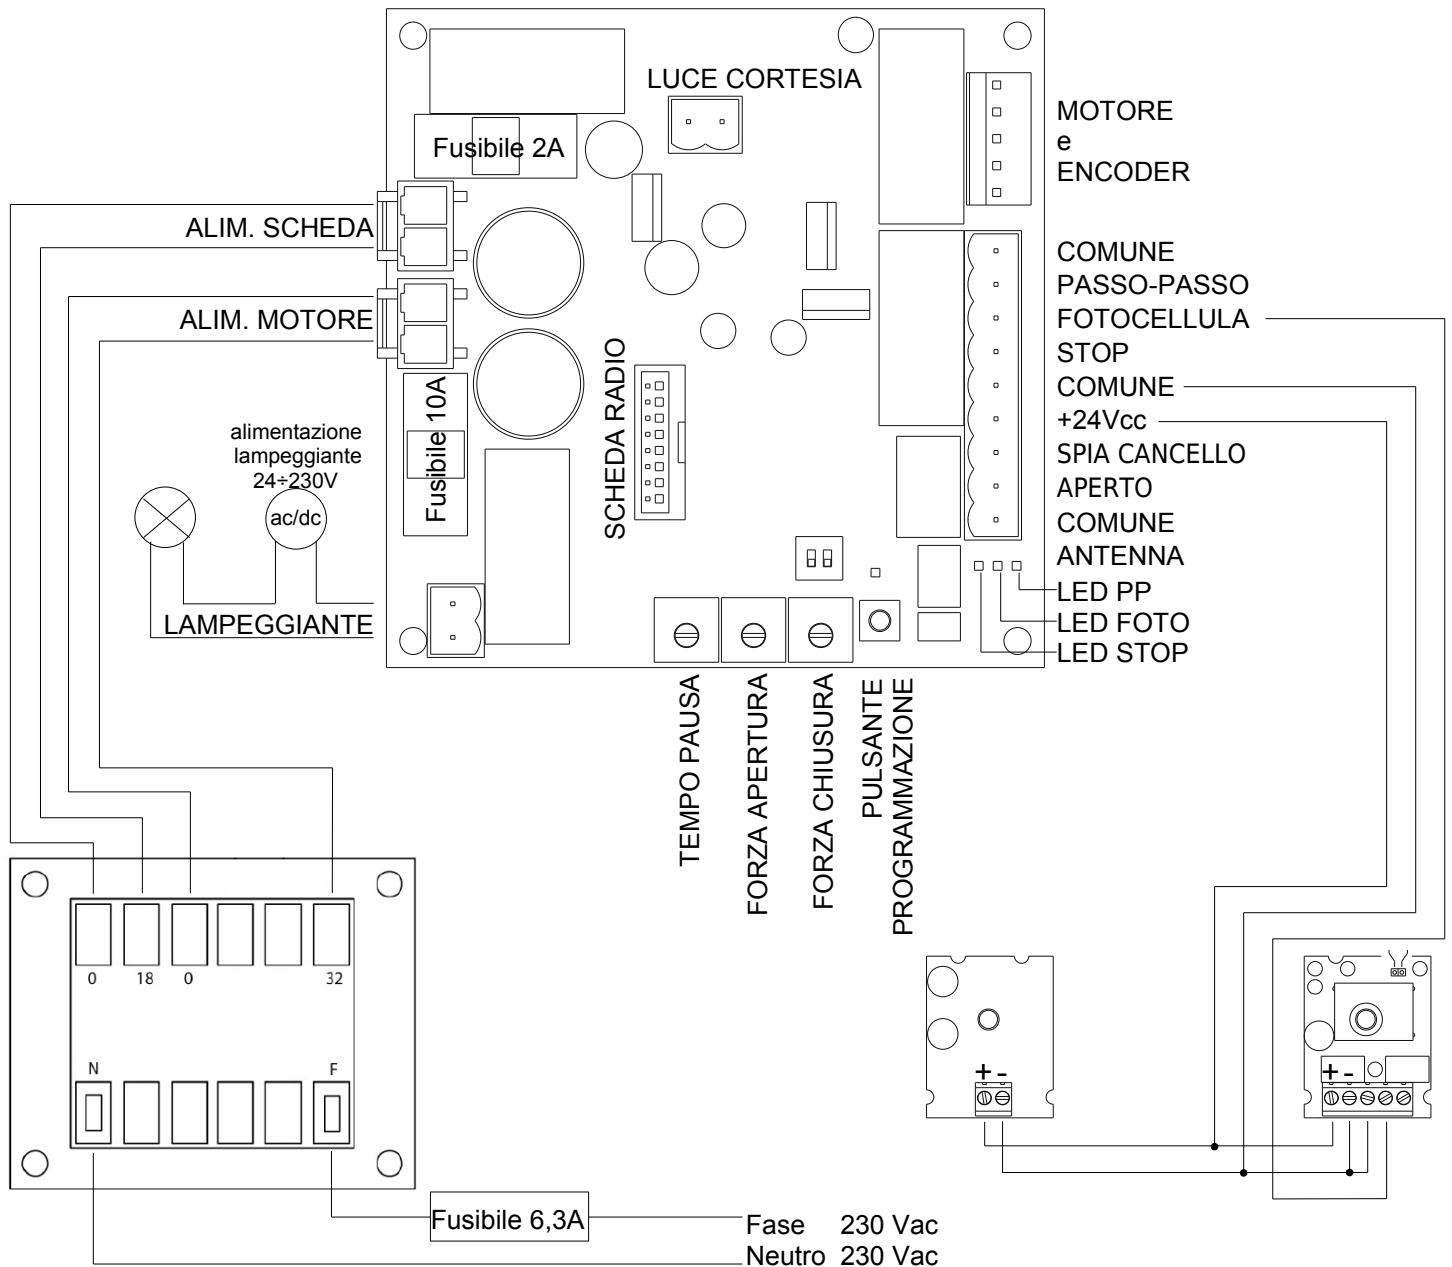 LUCE CORTESIA
Fusibile 2A
MOTORE
e
ENCODER
ALIM. SCHEDA
ALIM. MOTORE
COMUNE
PASSO-PASSO
FOTOCELLULA
STOP
COMUNE
+24Vcc
SPIA CANCELLO
APERTO
COMUNE
ANTENNA
LED PP
LED FOTO
LED STOP
SCHEDA RADIO
Fusibile 10A
alimentazione
lampeggiante
24÷230V
ac/dc
LAMPEGGIANTE
TEMPO PAUSA
FORZA APERTURA
FORZA CHIUSURA
PULSANTE
PROGRAMMAZIONE
0 18 0 32
N F
+ -
+ -
Fusibile 6,3A
Fase 230 Vac
Neutro 230 Vac